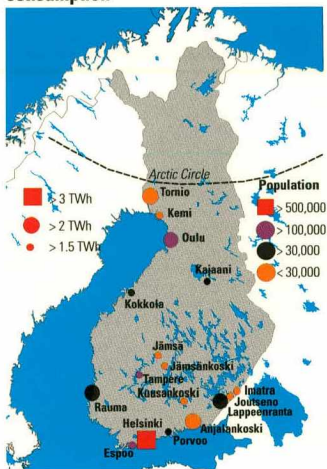 consumption
Arctic Circle
Tornio
Kemi
Oulu
> 3 TWh
> 2 TWh
> 1.5 TWh
Population
> 500,000
> 100,000
> 30,000
< 30,000
Kajaani
Kokkola
Jämsä
Jämsänkoski
Tampere
Kuusankoski
Imatra
Joutseno
Lappeenranta
Rauma
Helsinki
Anjalankoski
Porvoo
Espoo